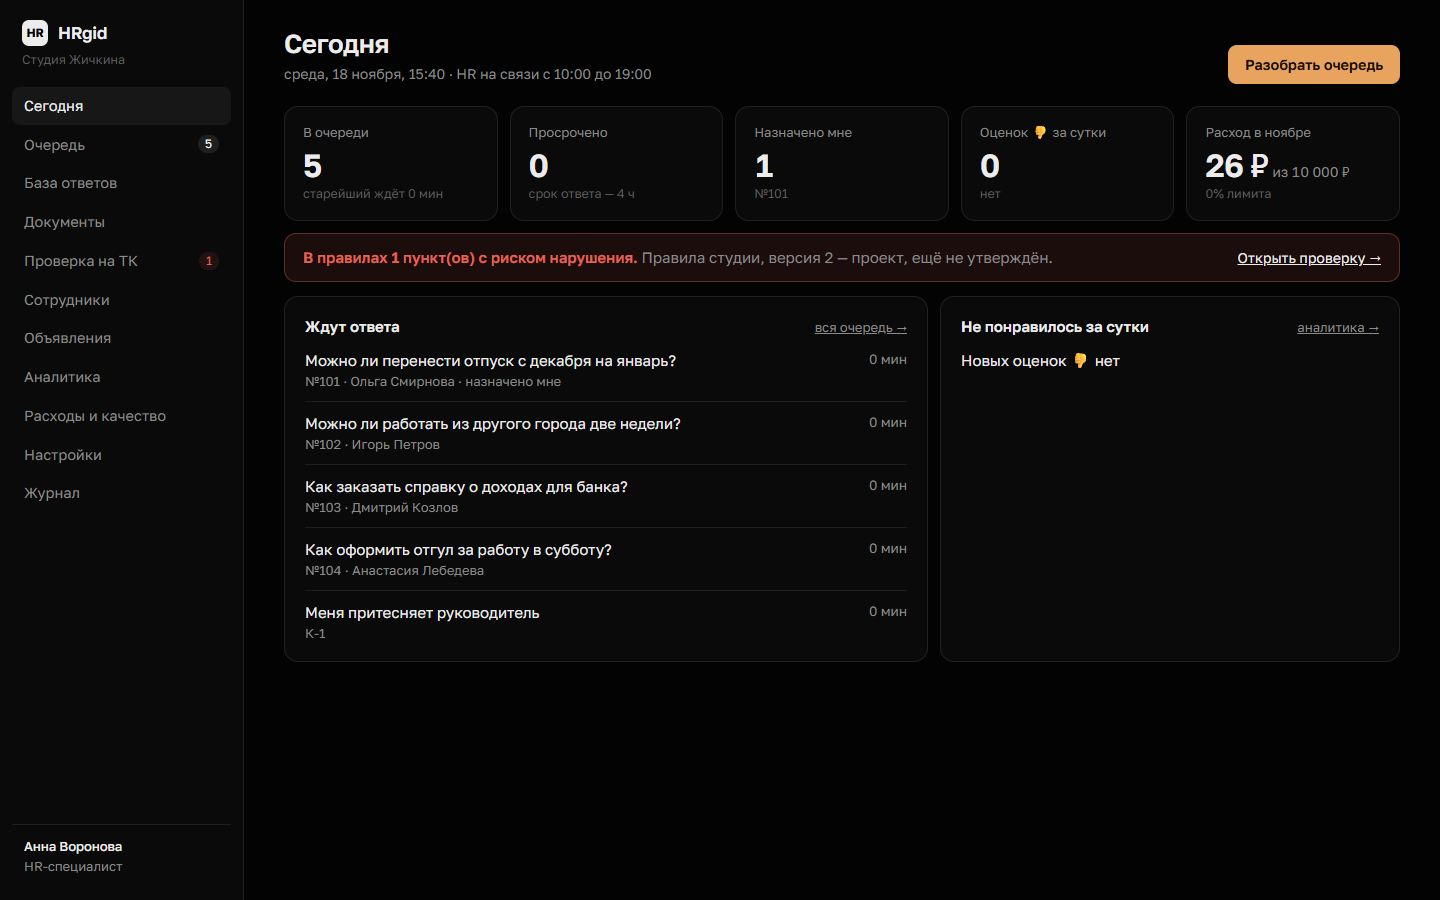 HR HRgid
Студия Жичкина
Сегодня
Очередь 5
База ответов
Документы
Проверка на ТК 1
Сотрудники
Объявления
Аналитика
Расходы и качество
Настройки
Журнал
Анна Воронова
HR-специалист
Сегодня
среда, 18 ноября, 15:40 · HR на связи с 10:00 до 19:00
Разобрать очередь
В очереди
5
старейший ждёт 0 мин
Просрочено
0
срок ответа — 4 ч
Назначено мне
1
№101
Оценок 👎 за сутки
0
нет
Расход в ноябре
26 ₽ из 10 000 ₽
0% лимита
В правилах 1 пункт(ов) с риском нарушения. Правила студии, версия 2 — проект, ещё не утверждён.
Открыть проверку →
Ждут ответа
вся очередь →
Можно ли перенести отпуск с декабря на январь? 0 мин
№101 · Ольга Смирнова · назначено мне
Можно ли работать из другого города две недели? 0 мин
№102 · Игорь Петров
Как заказать справку о доходах для банка? 0 мин
№103 · Дмитрий Козлов
Как оформить отгул за работу в субботу? 0 мин
№104 · Анастасия Лебедева
Меня притесняет руководитель 0 мин
К-1
Не понравилось за сутки
аналитика →
Новых оценок 👎 нет